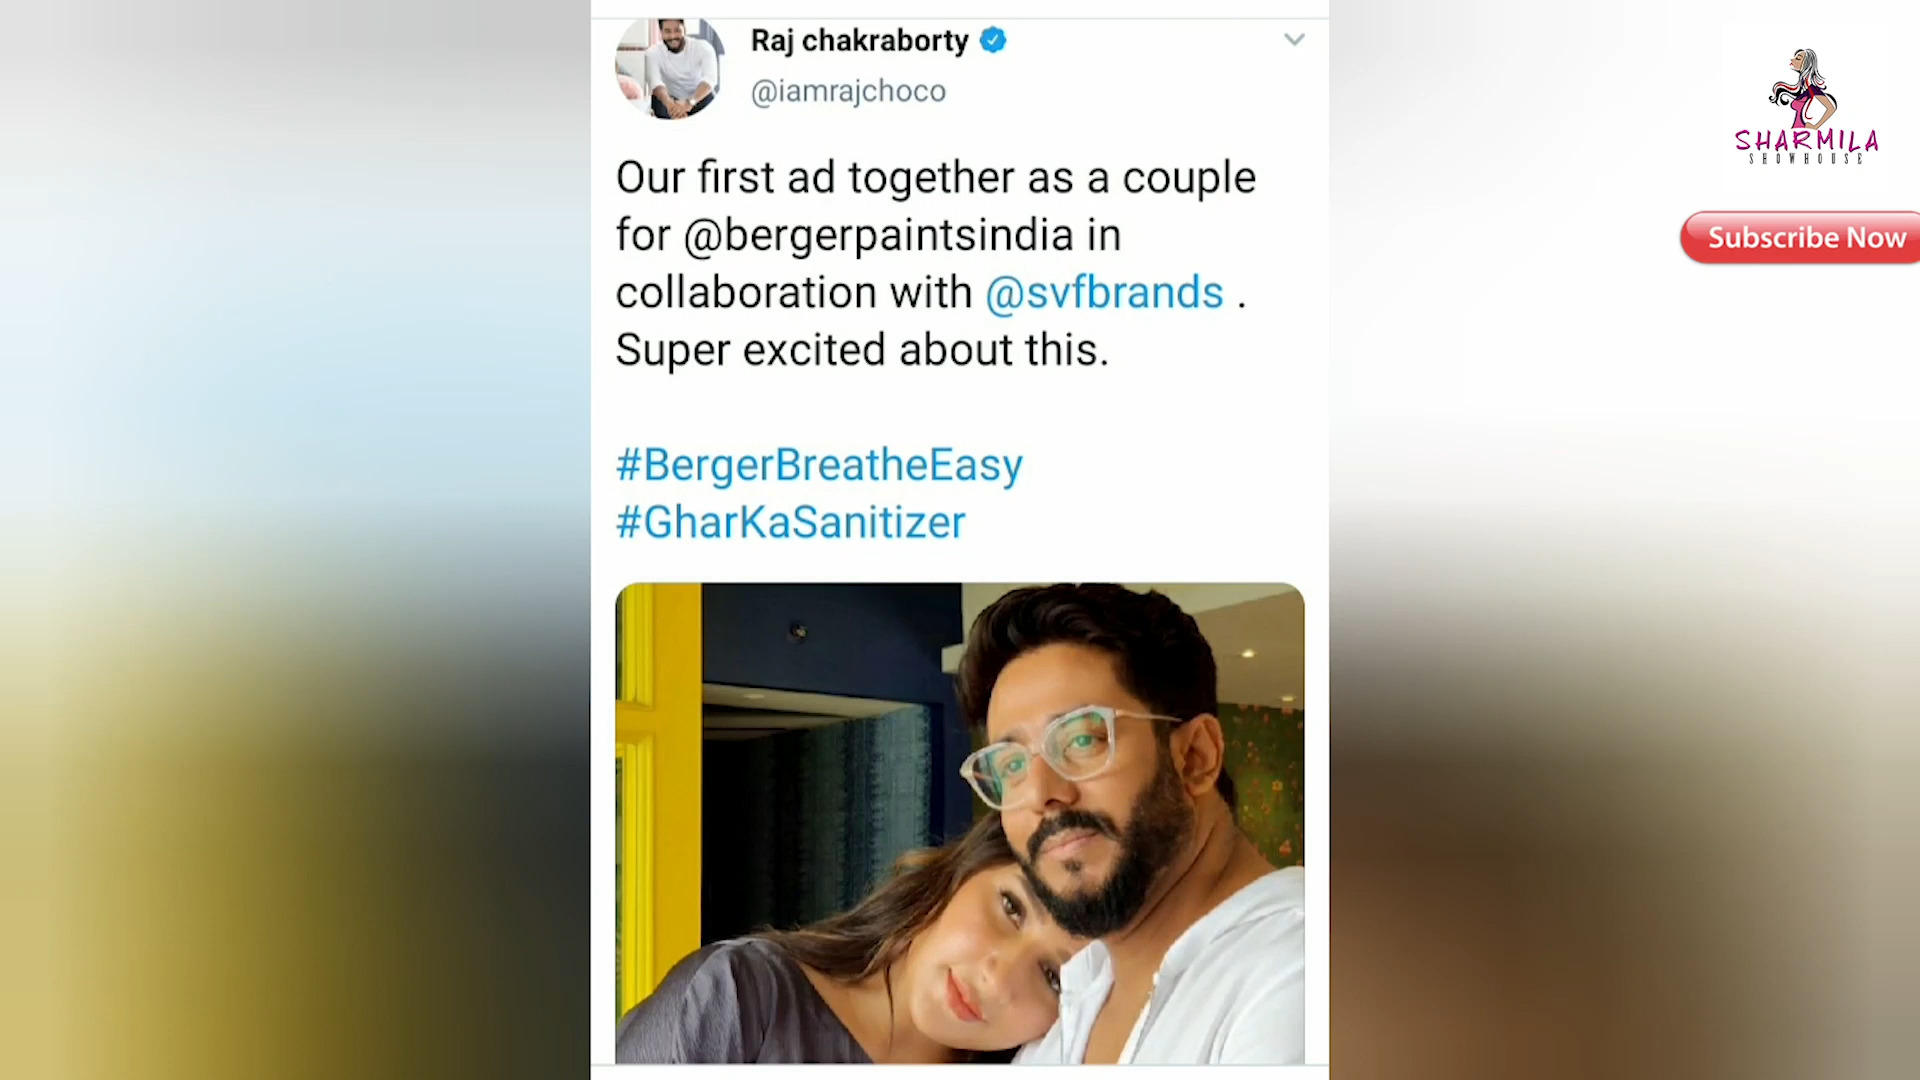 Raj chakraborty
@iamrajchoco
Our first ad together as a couple
for @bergerpaintsindia in
collaboration with @svfbrands .
Super excited about this.
#BergerBreatheEasy
#GharKaSanitizer
SHARMILA
SHOWHOUSE
Subscribe Now